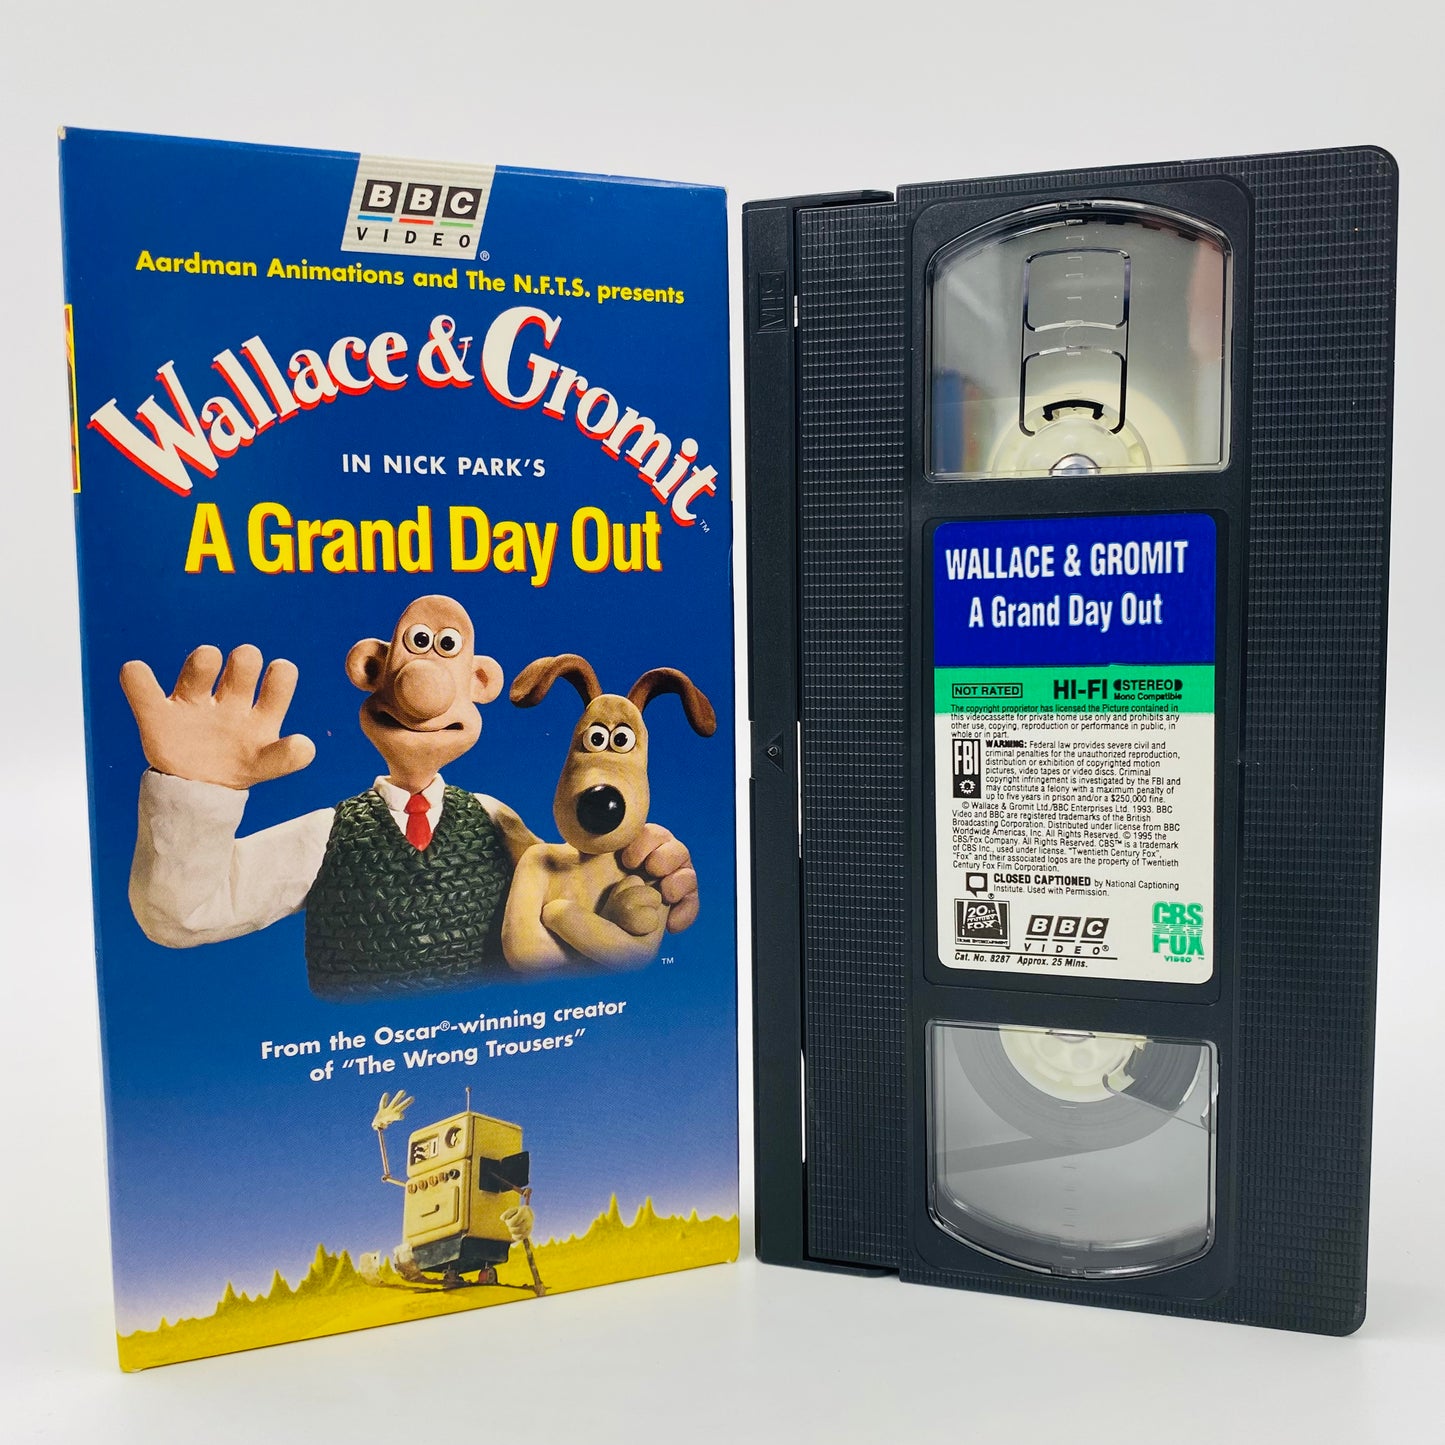 BBC
VIDEO®
Aardman Animations and The N.F.T.S. presents
Wallace & Gromit™
IN NICK PARK'S
A Grand Day Out
™
From the Oscar®-winning creator
of "The Wrong Trousers"
VHS
WALLACE & GROMIT
A Grand Day Out
NOT RATED HI-FI STEREO
Mono Compatible
The copyright proprietor has licensed the Picture contained in
this videocassette for private home use only and prohibits any
other use, copying, reproduction or performance in public, in
whole or in part.
FBI
WARNING: Federal law provides severe civil and
criminal penalties for the unauthorized reproduction,
distribution or exhibition of copyrighted motion
pictures, video tapes or video discs. Criminal
copyright infringement is investigated by the FBI and
may constitute a felony with a maximum penalty of
up to five years in prison and/or a $250,000 fine.
© Wallace & Gromit Ltd./BBC Enterprises Ltd. 1993. BBC
Video and BBC are registered trademarks of the British
Broadcasting Corporation. Distributed under license from BBC
Worldwide Americas, Inc. All Rights Reserved. © 1995 the
CBS/Fox Company. All Rights Reserved. CBS™ is a trademark
of CBS Inc., used under license. "Twentieth Century Fox",
"Fox" and their associated logos are the property of Twentieth
Century Fox Film Corporation.
CLOSED CAPTIONED by National Captioning
Institute. Used with Permission.
®
20TH
CENTURY
FOX
HOME ENTERTAINMENT
BBC
VIDEO®
CBS
FOX
VIDEO ™
Cat. No. 8287 Approx. 25 Mins.